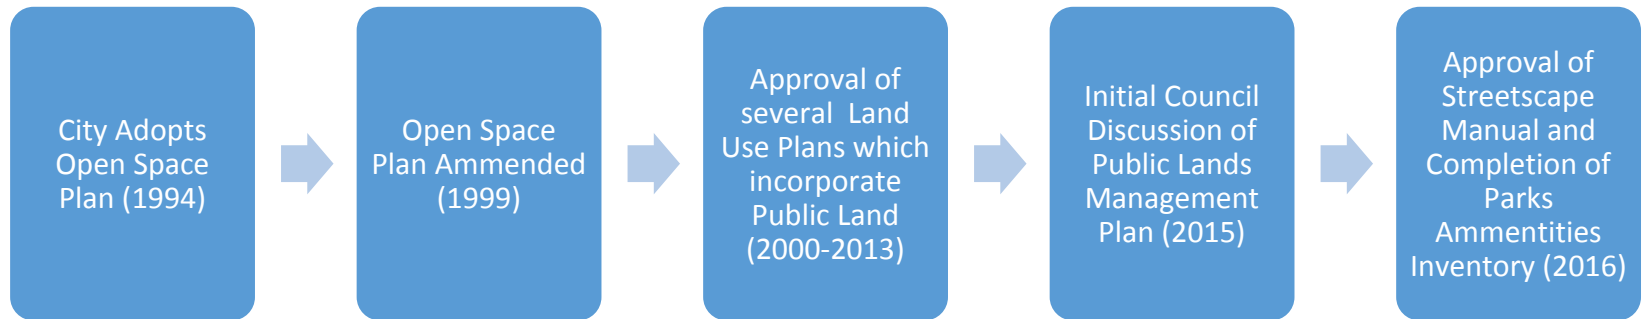 City Adopts
Open Space
Plan (1994)
Open Space
Plan Ammended
(1999)
Approval of
several Land
Use Plans which
incorporate
Public Land
(2000-2013)
Initial Council
Discussion of
Public Lands
Management
Plan (2015)
Approval of
Streetscape
Manual and
Completion of
Parks
Ammentities
Inventory (2016)